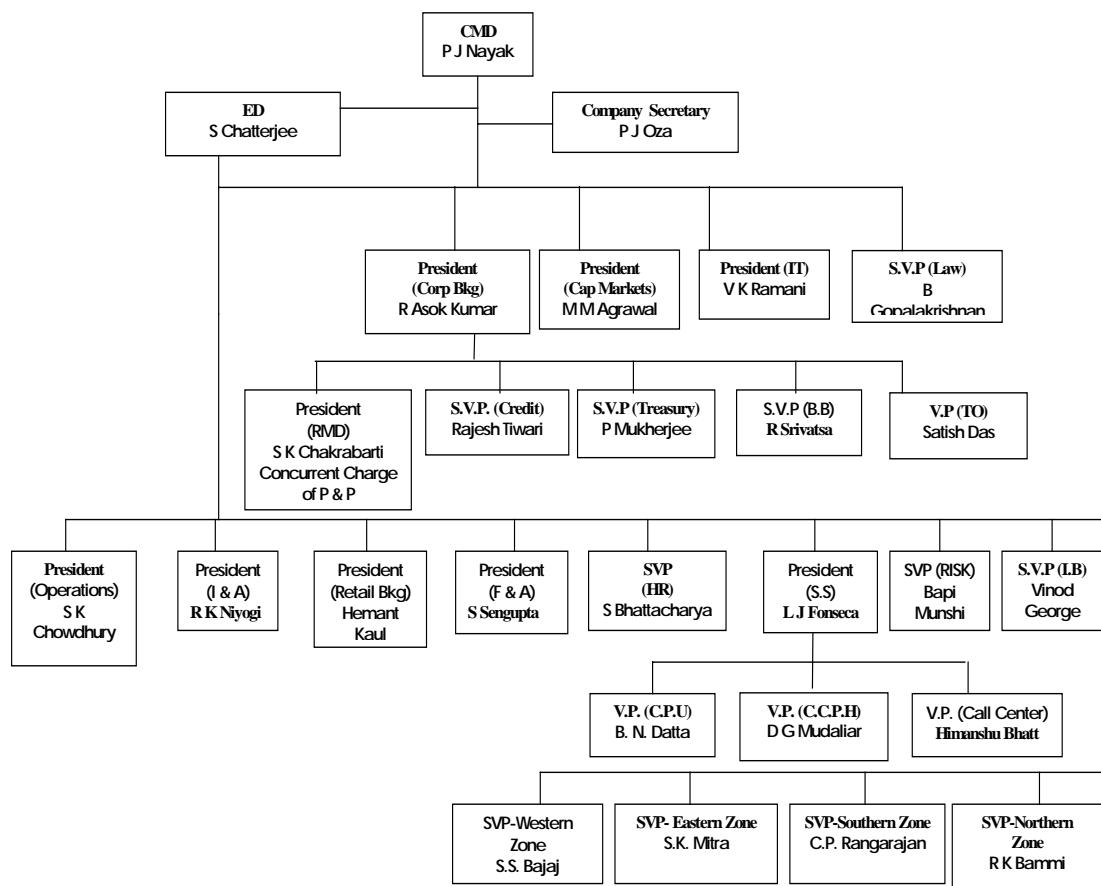 CMD
P J Nayak
ED
S Chatterjee
Company Secretary
P J Oza
President
(Corp Bkg)
R Asok Kumar
President
(Cap Markets)
M M Agrawal
President (IT)
V K Ramani
S.V.P (Law)
B
Gopalakrishnan
President
(RMD)
S K Chakrabarti
Concurrent Charge
of P & P
S.V.P. (Credit)
Rajesh Tiwari
S.V.P (Treasury)
P Mukherjee
S.V.P (B.B)
R Srivatsa
V.P (TO)
Satish Das
President
(Operations)
S K
Chowdhury
President
(I & A)
R K Niyogi
President
(Retail Bkg)
Hemant
Kaul
President
(F & A)
S Sengupta
SVP
(HR)
S Bhattacharya
President
(S.S)
L J Fonseca
SVP (RISK)
Bapi
Munshi
S.V.P (I.B)
Vinod
George
V.P. (C.P.U)
B. N. Datta
V.P. (C.C.P.H)
D G Mudaliar
V.P. (Call Center)
Himanshu Bhatt
SVP-Western
Zone
S.S. Bajaj
SVP- Eastern Zone
S.K. Mitra
SVP-Southern Zone
C.P. Rangarajan
SVP-Northern
Zone
R K Bammi